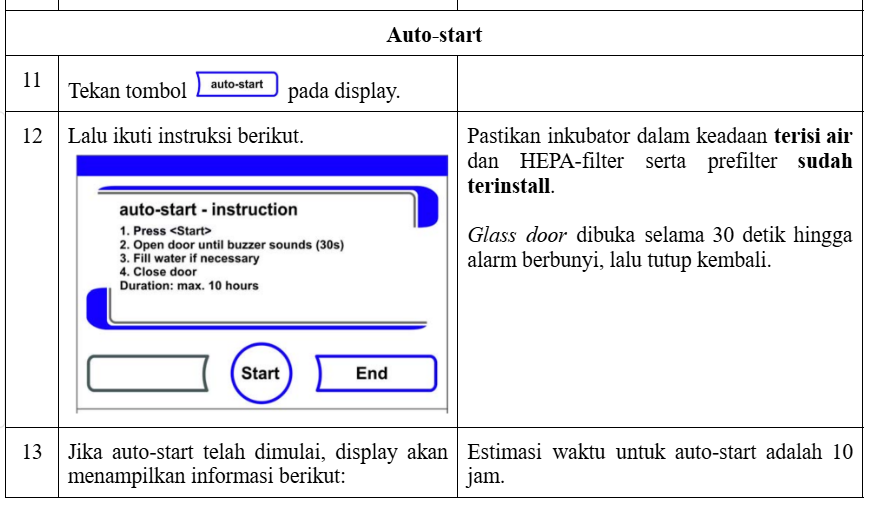 Auto-start
11
Tekan tombol auto-start pada display.
12
Lalu ikuti instruksi berikut.
auto-start - instruction
1. Press <Start>
2. Open door until buzzer sounds (30s)
3. Fill water if necessary
4. Close door
Duration: max. 10 hours
Start
End
Pastikan inkubator dalam keadaan terisi air
dan HEPA-filter serta prefilter sudah
terinstall.
Glass door dibuka selama 30 detik hingga
alarm berbunyi, lalu tutup kembali.
13
Jika auto-start telah dimulai, display akan
menampilkan informasi berikut:
Estimasi waktu untuk auto-start adalah 10
jam.